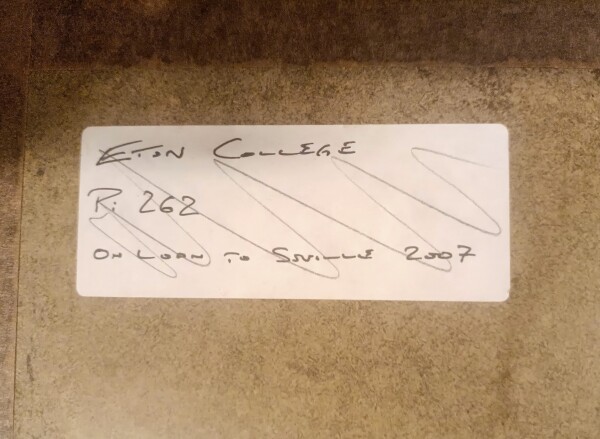 ETON COLLEGE
R: 262
ON LOAN TO SEVILLE 2007